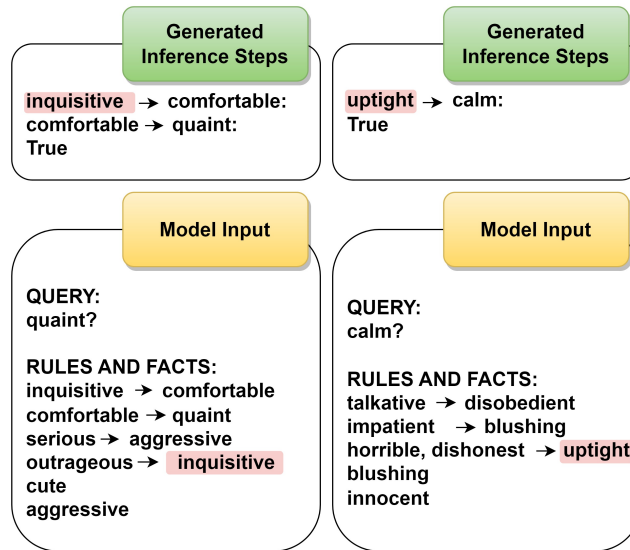 Generated
Inference Steps
inquisitive → comfortable:
comfortable → quaint:
True
Generated
Inference Steps
uptight → calm:
True
Model Input
QUERY:
quaint?
RULES AND FACTS:
inquisitive → comfortable
comfortable → quaint
serious → aggressive
outrageous → inquisitive
cute
aggressive
Model Input
QUERY:
calm?
RULES AND FACTS:
talkative → disobedient
impatient → blushing
horrible, dishonest → uptight
blushing
innocent